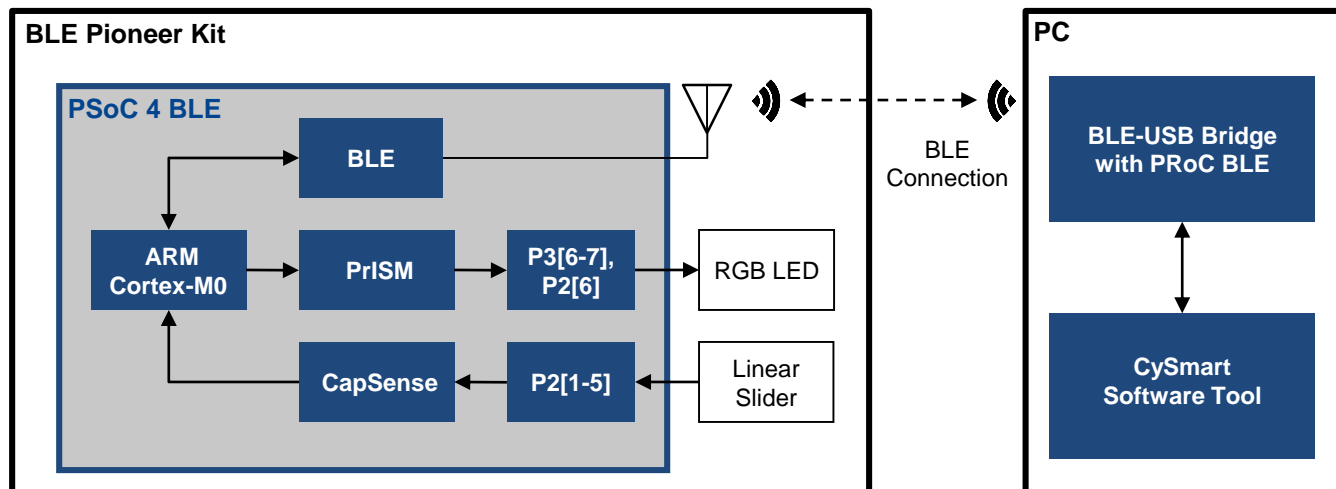 BLE Pioneer Kit
PSoC 4 BLE
BLE
ARM
Cortex-M0
PrISM
P3[6-7],
P2[6]
RGB LED
CapSense
P2[1-5]
Linear
Slider
BLE
Connection
PC
BLE-USB Bridge
with PRoC BLE
CySmart
Software Tool